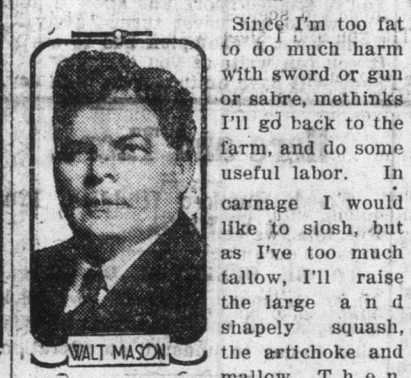 WALT MASON
Since I'm too fat
to do much harm
with sword or gun
or sabre, methinks
I'll go back to the
farm, and do some
useful labor. In
carnage I would
like to slosh, but
as I've too much
tallow, I'll raise
the large a n d
shapely squash,
the artichoke and
mallow. T h e n